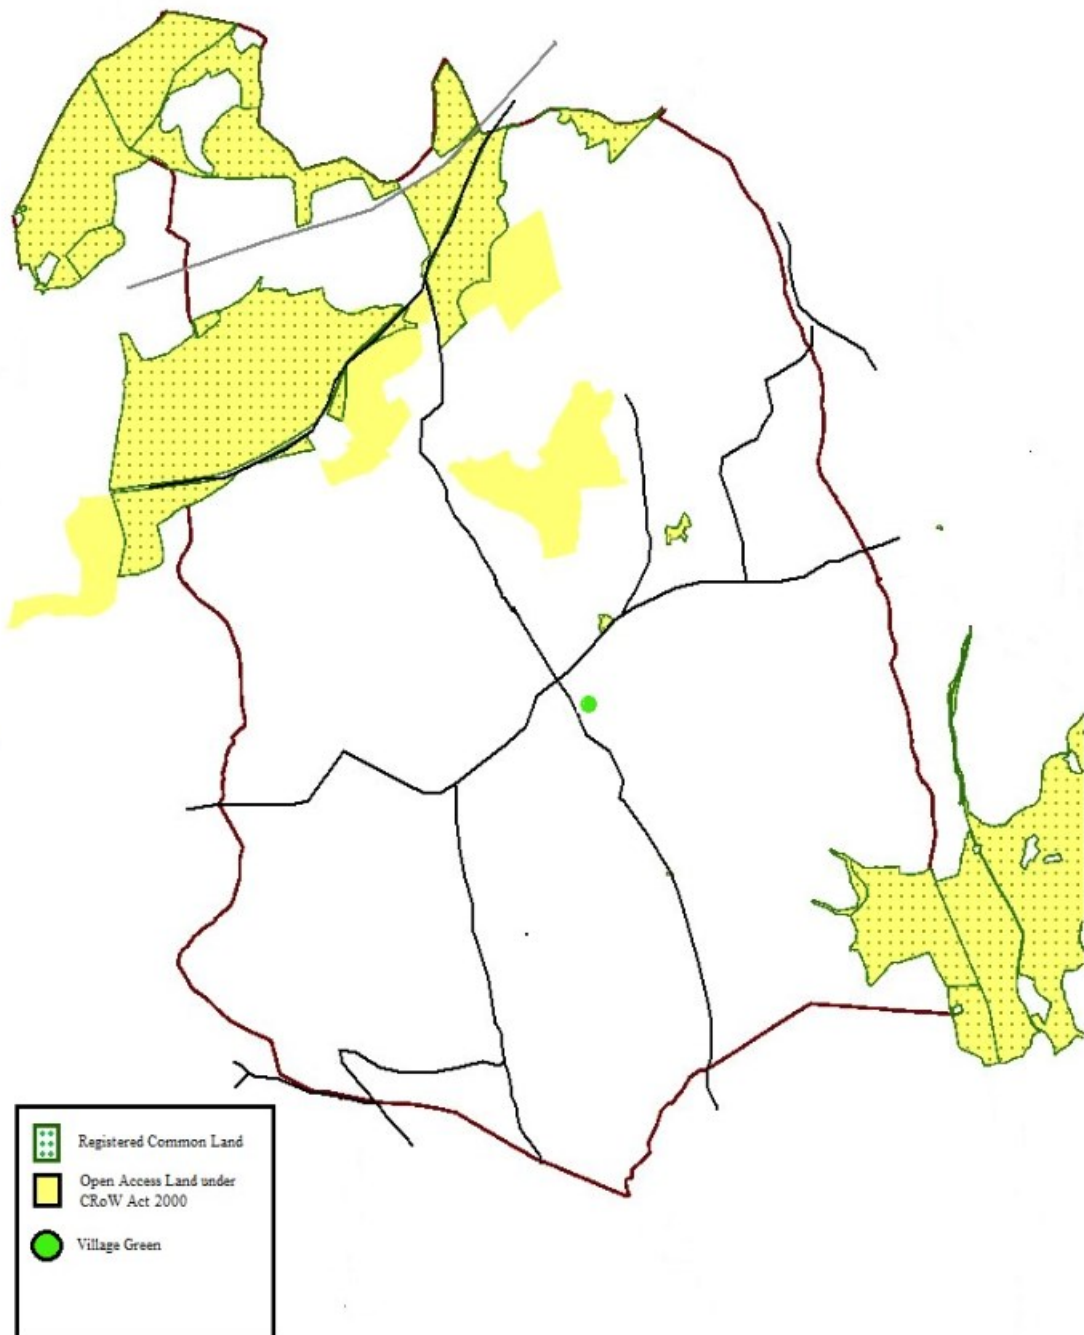 Registered Common Land
Open Access Land under
CRoW Act 2000
Village Green